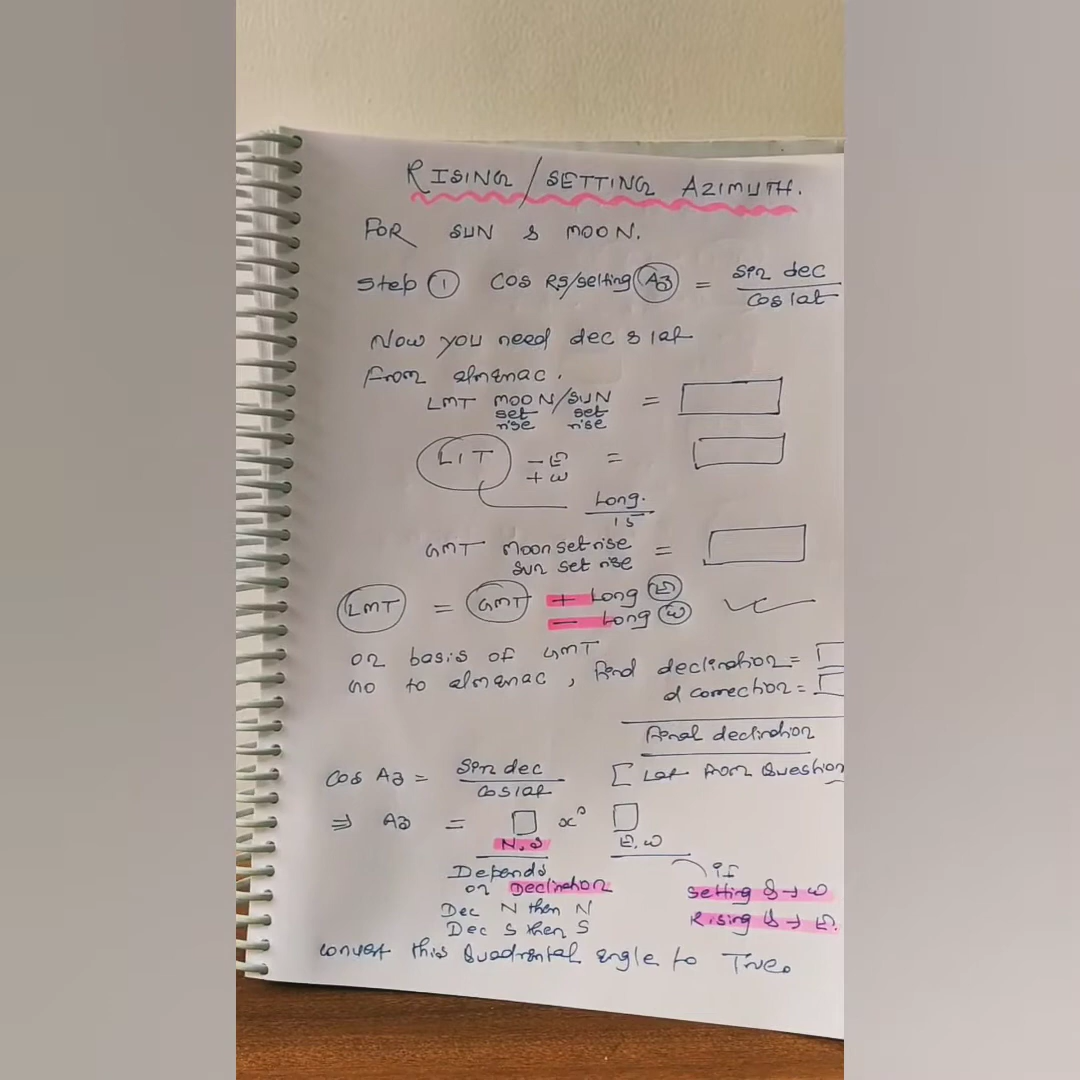 RISING / SETTING AZIMUTH.
FOR SUN & MOON.
Step 1 Cos RS/setting Az = sin dec / cos lat
Now you need dec & lat
from almanac.
LMT MOON/SUN =
set set
rise rise
LIT - E =
+ W
Long.
15
GMT Moon set rise =
sun set rise
LMT = GMT + Long E
- Long W
on basis of GMT
Go to almanac, find declination =
d correction =
final declination
Cos Az = sin dec / cos lat [ Lat from Question
⇒ Az = x°
N, S E, W
Depends if
on Declination setting → W
Dec N then N Rising → E.
Dec S then S
convert this Quadrantal angle to True.